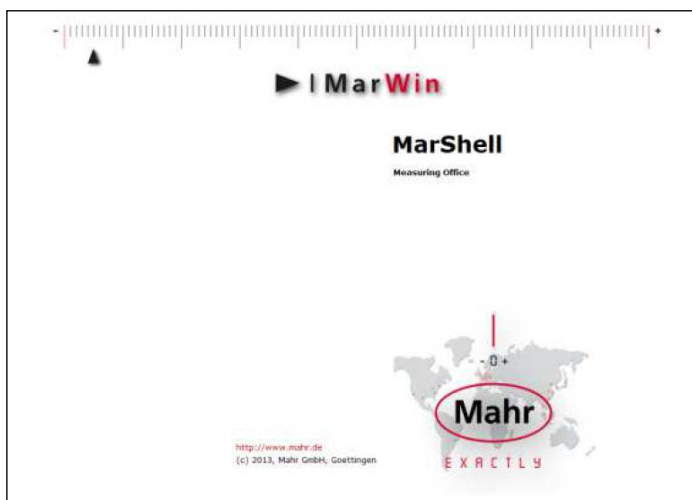 - +
MarWin
MarShell
Measuring Office
- 0 +
Mahr
EXACTLY
http://www.mahr.de
(c) 2013, Mahr GmbH, Goettingen